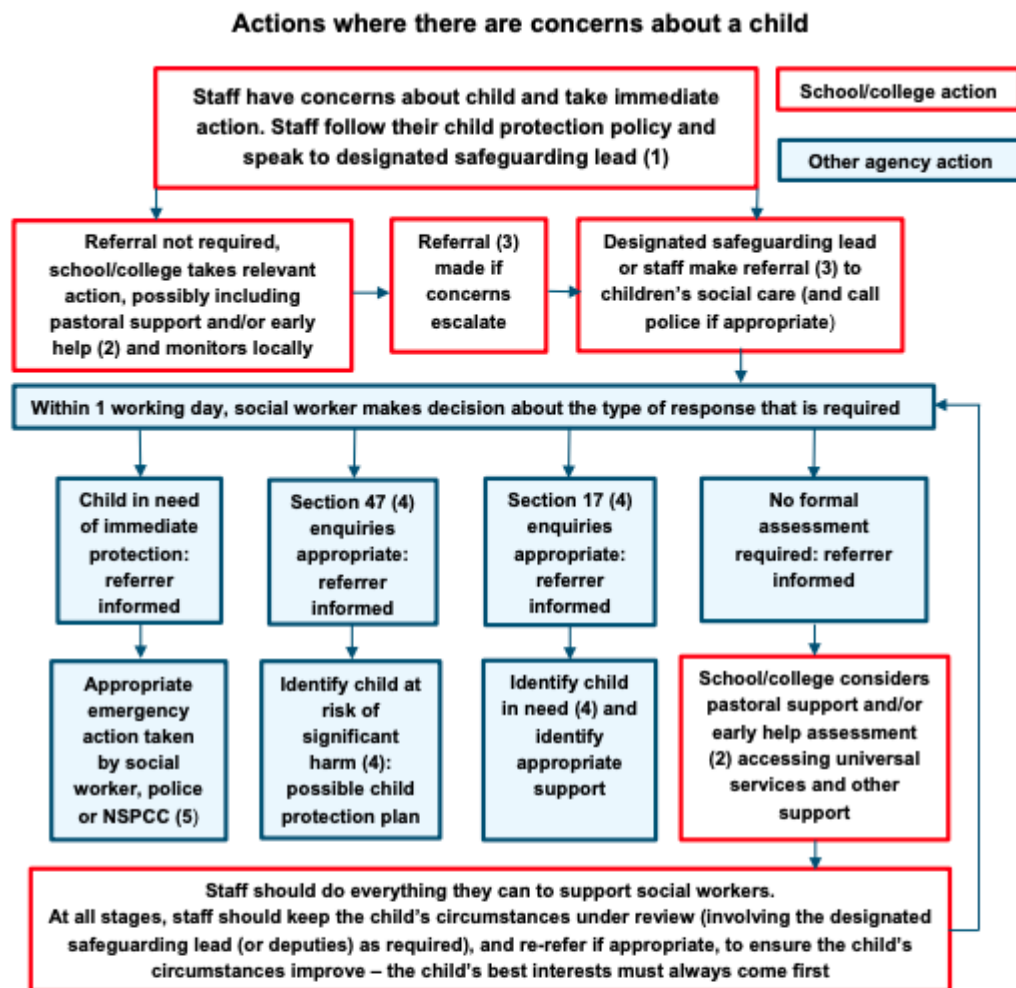 Actions where there are concerns about a child
Staff have concerns about child and take immediate
action. Staff follow their child protection policy and
speak to designated safeguarding lead (1)
School/college action
Other agency action
Referral not required,
school/college takes relevant
action, possibly including
pastoral support and/or early
help (2) and monitors locally
Referral (3)
made if
concerns
escalate
Designated safeguarding lead
or staff make referral (3) to
children’s social care (and call
police if appropriate)
Within 1 working day, social worker makes decision about the type of response that is required
Child in need
of immediate
protection:
referrer
informed
Section 47 (4)
enquiries
appropriate:
referrer
informed
Section 17 (4)
enquiries
appropriate:
referrer
informed
No formal
assessment
required: referrer
informed
Appropriate
emergency
action taken
by social
worker, police
or NSPCC (5)
Identify child at
risk of
significant
harm (4):
possible child
protection plan
Identify child
in need (4) and
identify
appropriate
support
School/college considers
pastoral support and/or
early help assessment
(2) accessing universal
services and other
support
Staff should do everything they can to support social workers.
At all stages, staff should keep the child’s circumstances under review (involving the designated
safeguarding lead (or deputies) as required), and re-refer if appropriate, to ensure the child’s
circumstances improve – the child’s best interests must always come first